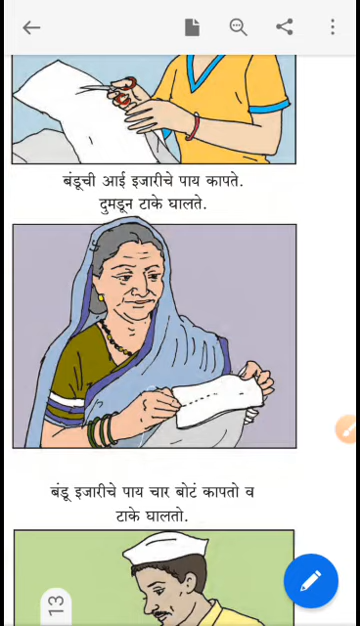 बंडूची आई इजारीचे पाय कापते.
दुमडून टाके घालते.
बंडू इजारीचे पाय चार बोटं कापतो व
टाके घालतो.
13